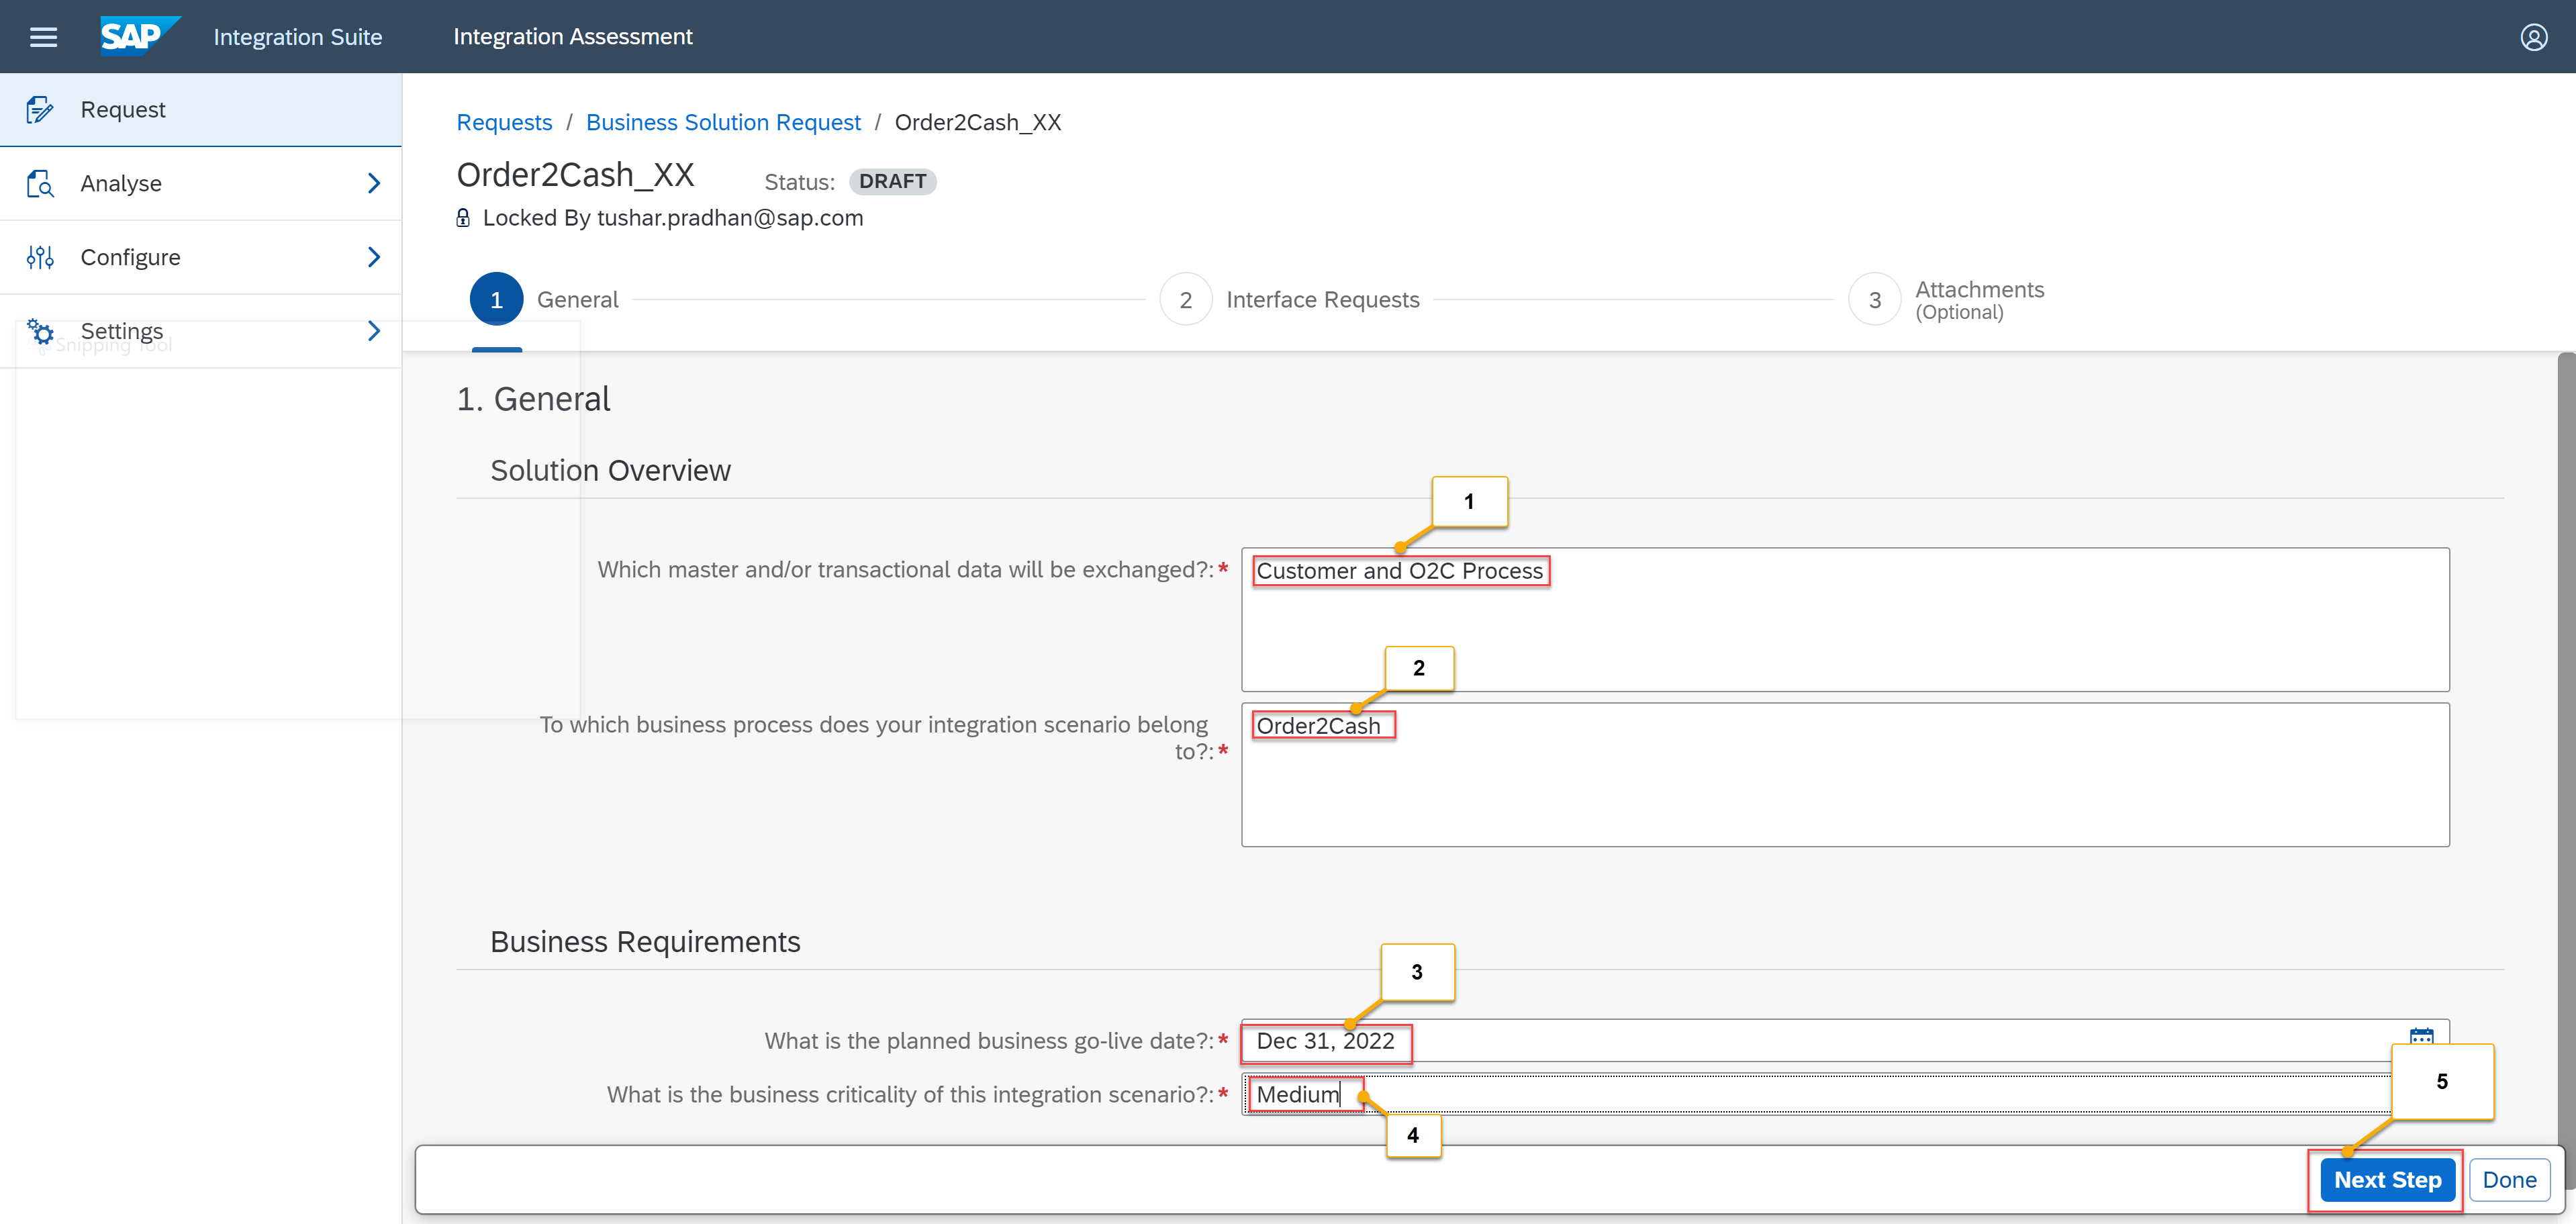 SAP Integration Suite Integration Assessment
Request
Analyse
Configure
Settings
Snipping Tool
Requests / Business Solution Request / Order2Cash_XX
Order2Cash_XX Status: DRAFT
Locked By tushar.pradhan@sap.com
1 General 2 Interface Requests 3 Attachments
(Optional)
1. General
Solution Overview
1
Which master and/or transactional data will be exchanged?:* Customer and O2C Process
2
To which business process does your integration scenario belong
to?:*
Order2Cash
Business Requirements
3
What is the planned business go-live date?:* Dec 31, 2022
What is the business criticality of this integration scenario?:* Medium
4
5
Next Step Done